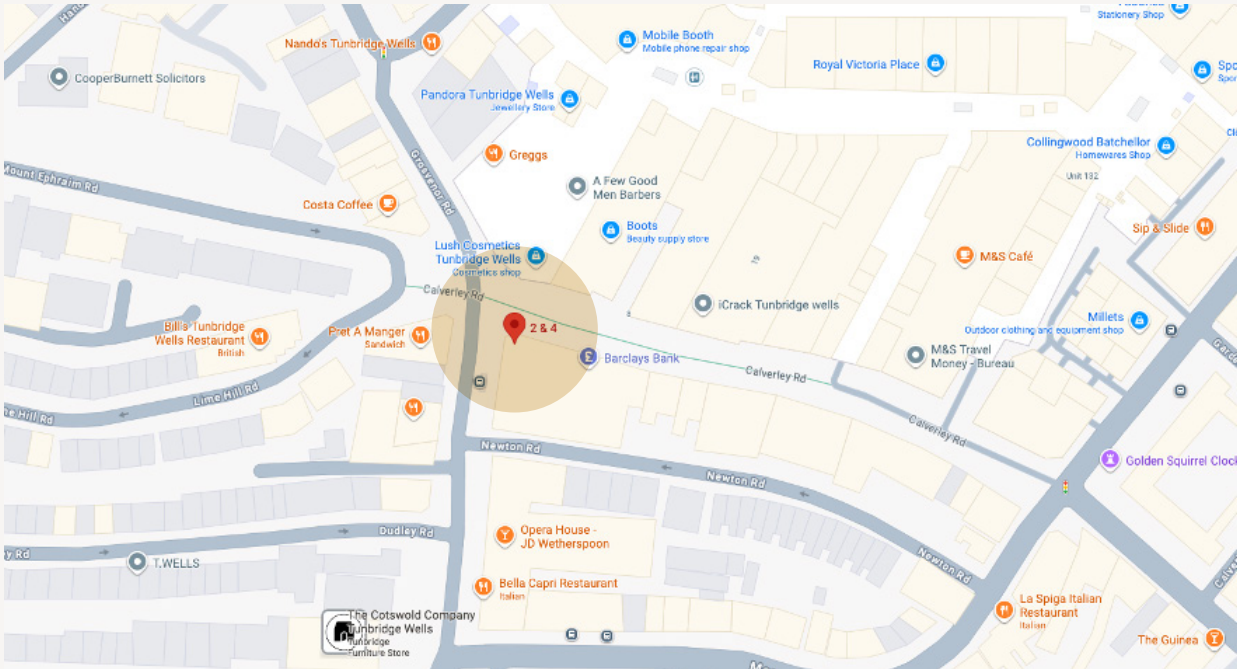 Stationery Shop
Nando's Tunbridge Wells
Mobile Booth
Mobile phone repair shop
Royal Victoria Place
CooperBurnett Solicitors
Pandora Tunbridge Wells
Jewellery Store
Collingwood Batchellor
Homewares Shop
Greggs
Grosvenor Rd
Unit 132
Mount Ephraim Rd
A Few Good
Men Barbers
Costa Coffee
Boots
Beauty supply store
Sip & Slide
Lush Cosmetics
Tunbridge Wells
Cosmetics shop
M&S Café
Calverley Rd
iCrack Tunbridge wells
Millets
Outdoor clothing and equipment shop
Bill's Tunbridge
Wells Restaurant
British
Pret A Manger
Sandwich
2 & 4
Barclays Bank
M&S Travel
Money - Bureau
Calverley Rd
Lime Hill Rd
Calverley Rd
Newton Rd
Golden Squirrel Clock
Newton Rd
Dudley Rd
Opera House -
JD Wetherspoon
T.WELLS
Newton Rd
Bella Capri Restaurant
Italian
La Spiga Italian
Restaurant
Italian
The Cotswold Company
Tunbridge Wells
Tunbridge
Furniture Store
The Guinea